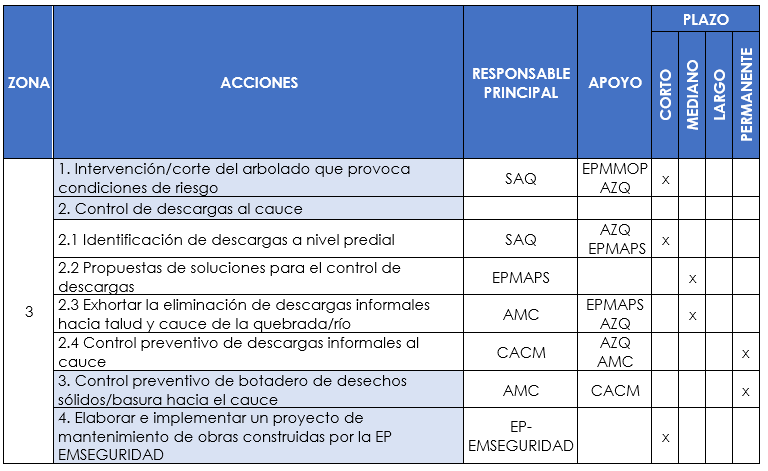 PLAZO
ZONA
ACCIONES
RESPONSABLE
PRINCIPAL
APOYO
CORTO
MEDIANO
LARGO
PERMANENTE
3
1. Intervención/corte del arbolado que provoca
condiciones de riesgo
SAQ
EPMMOP
AZQ
x
2. Control de descargas al cauce
2.1 Identificación de descargas a nivel predial
SAQ
AZQ
EPMAPS
x
2.2 Propuestas de soluciones para el control de
descargas
EPMAPS
x
2.3 Exhortar la eliminación de descargas informales
hacia talud y cauce de la quebrada/río
AMC
EPMAPS
AZQ
x
2.4 Control preventivo de descargas informales al
cauce
CACM
AZQ
AMC
x
3. Control preventivo de botadero de desechos
sólidos/basura hacia el cauce
AMC
CACM
x
4. Elaborar e implementar un proyecto de
mantenimiento de obras construidas por la EP
EMSEGURIDAD
EP-
EMSEGURIDAD
x